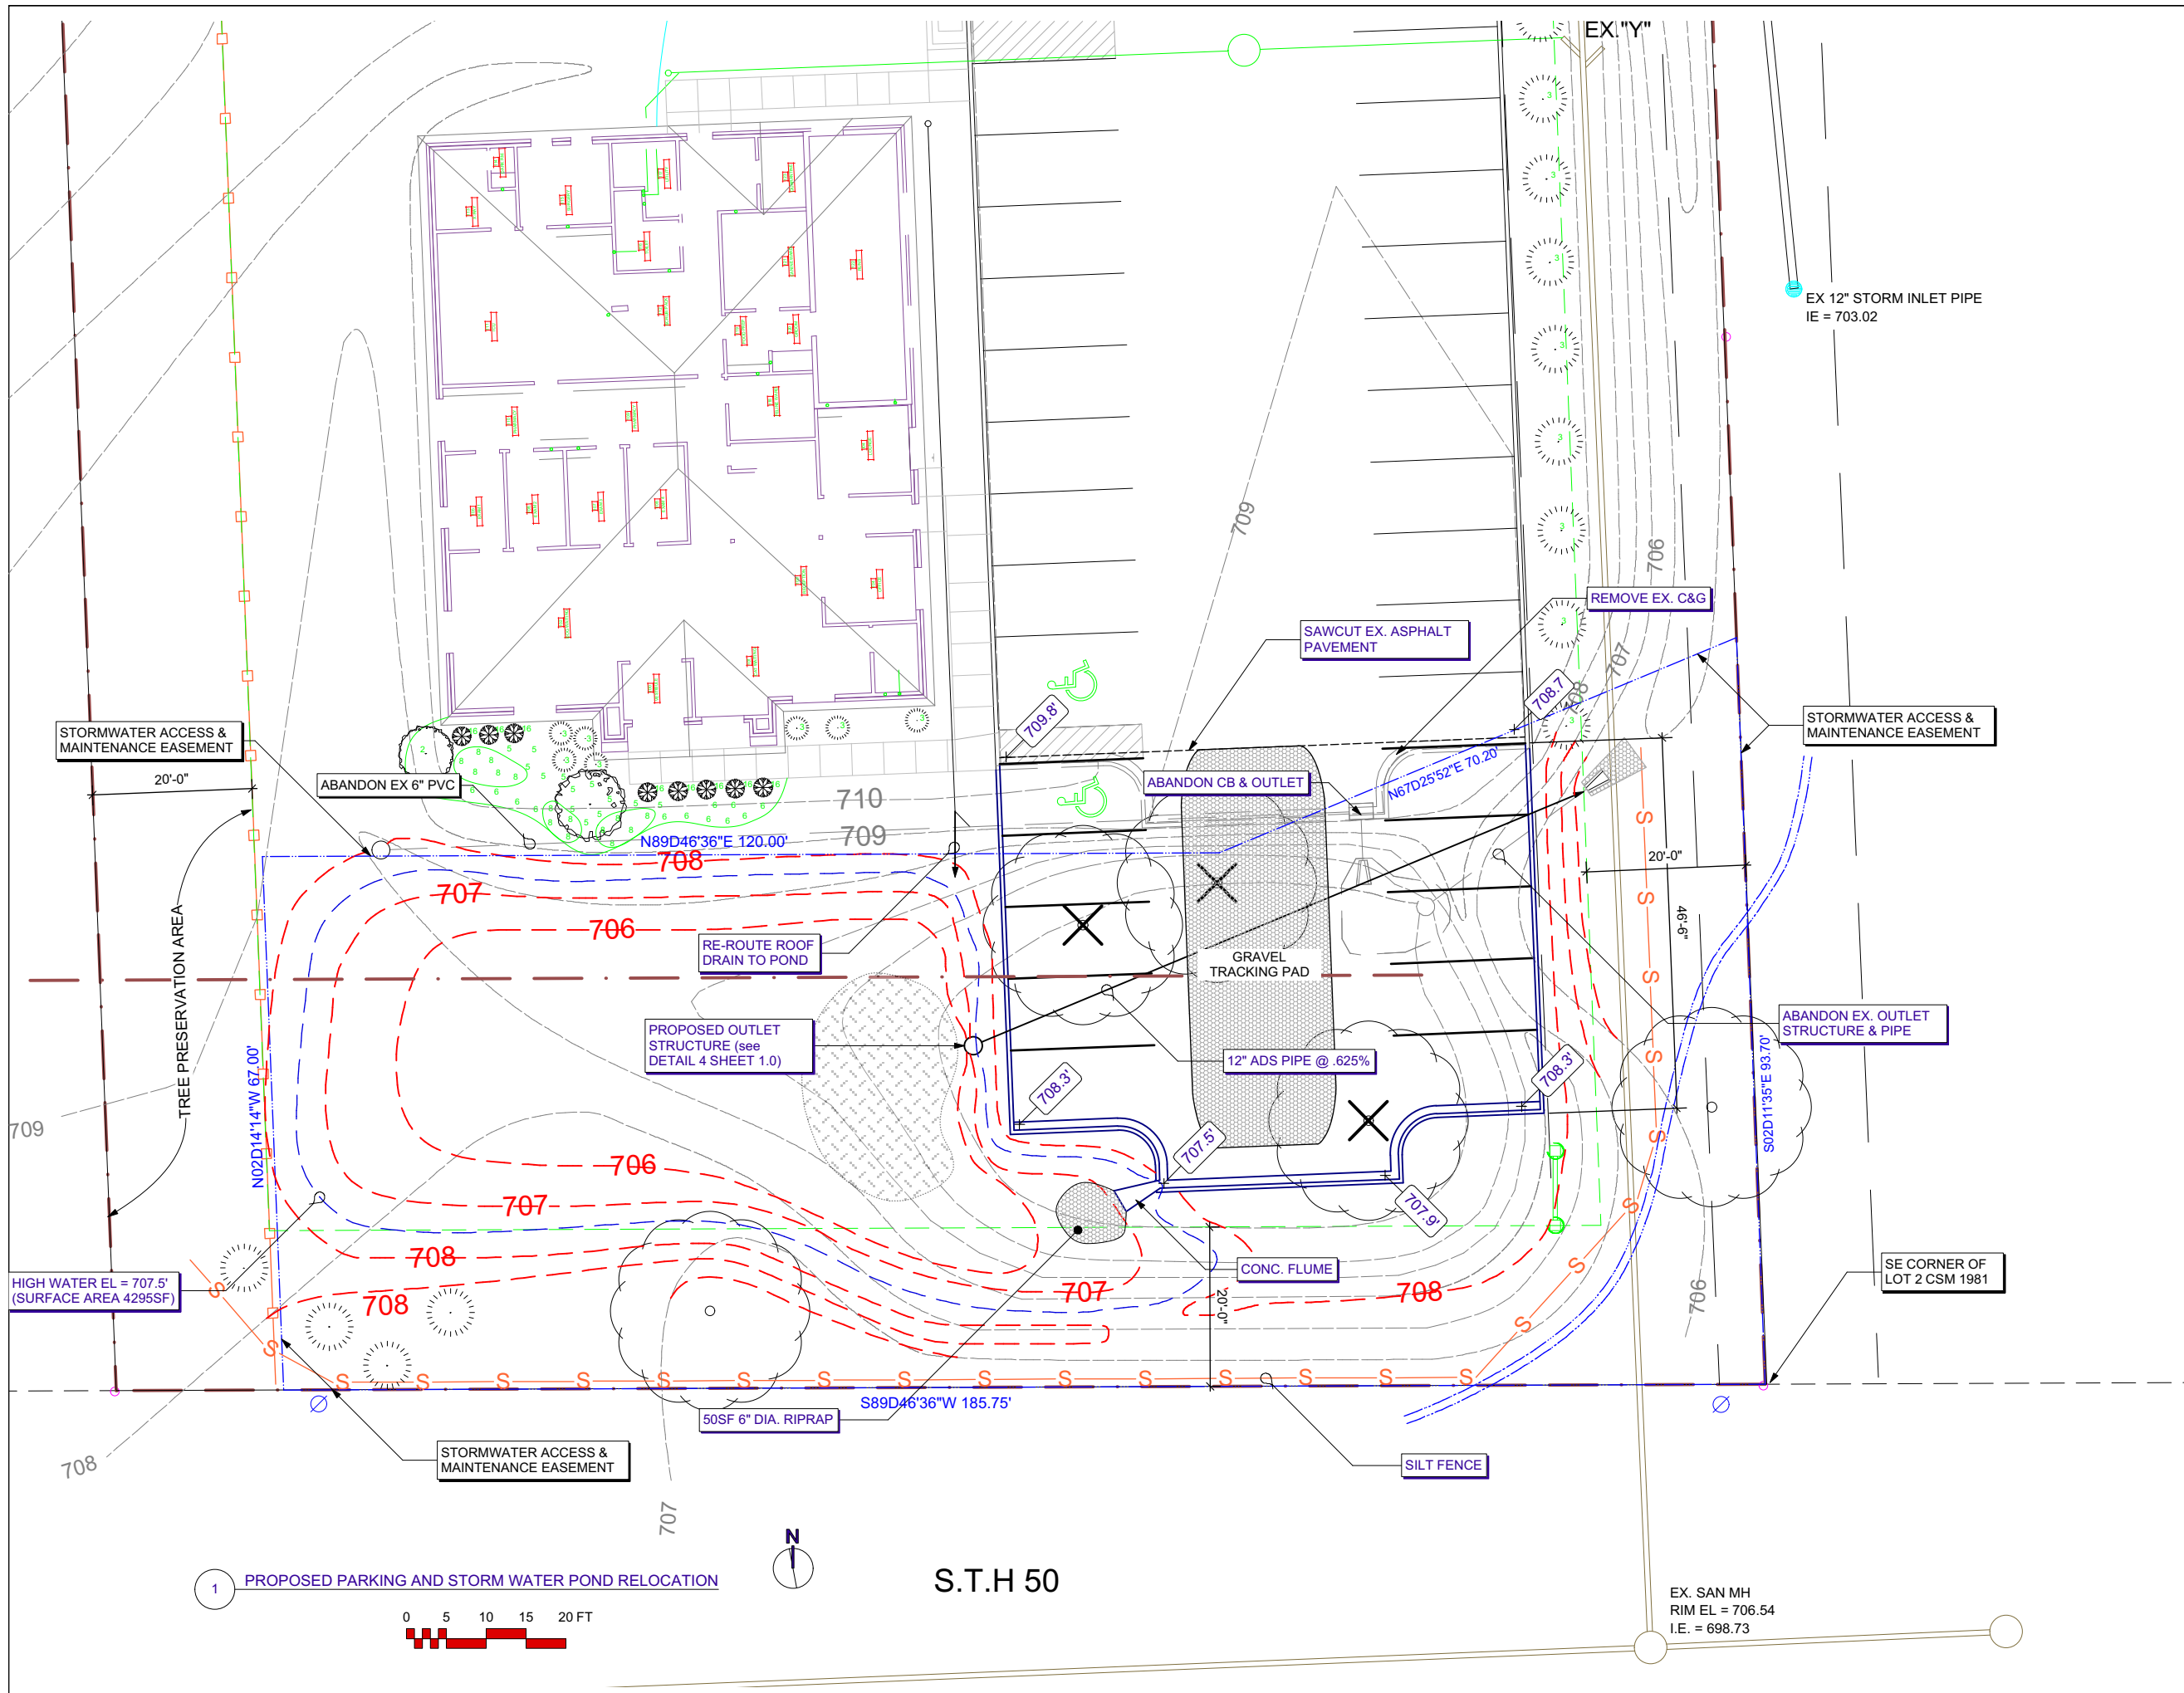 EX."Y"
EX 12" STORM INLET PIPE
IE = 703.02
709
706
REMOVE EX. C&G
SAWCUT EX. ASPHALT
PAVEMENT
707
708
708.7
709.8'
STORMWATER ACCESS &
MAINTENANCE EASEMENT
STORMWATER ACCESS &
MAINTENANCE EASEMENT
20'-0"
ABANDON EX 6" PVC
ABANDON CB & OUTLET
N67D25'52"E 70.20'
710
709
N89D46'36"E 120.00'
708
707
706
20'-0"
46'-6"
TREE PRESERVATION AREA
RE-ROUTE ROOF
DRAIN TO POND
GRAVEL
TRACKING PAD
PROPOSED OUTLET
STRUCTURE (see
DETAIL 4 SHEET 1.0)
12" ADS PIPE @ .625%
ABANDON EX. OUTLET
STRUCTURE & PIPE
708.3'
708.3'
709
N02D14'14"W 67.00'
S02D11'35"E 93.70'
706
707.5'
707
707.9'
708
CONC. FLUME
HIGH WATER EL = 707.5'
(SURFACE AREA 4295SF)
708
707
708
20'-0"
706
SE CORNER OF
LOT 2 CSM 1981
S S S S S S S S S S S S S S S
S89D46'36"W 185.75'
50SF 6" DIA. RIPRAP
STORMWATER ACCESS &
MAINTENANCE EASEMENT
SILT FENCE
708
707
N
1
PROPOSED PARKING AND STORM WATER POND RELOCATION
S.T.H 50
0 5 10 15 20 FT
EX. SAN MH
RIM EL = 706.54
I.E. = 698.73